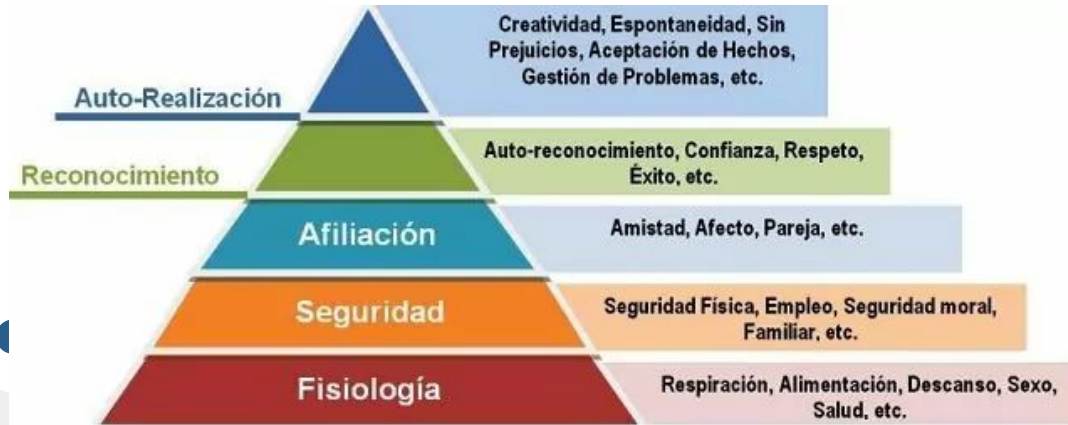 Creatividad, Espontaneidad, Sin
Prejuicios, Aceptación de Hechos,
Gestión de Problemas, etc.
Auto-Realización
Auto-reconocimiento, Confianza, Respeto,
Éxito, etc.
Reconocimiento
Afiliación
Amistad, Afecto, Pareja, etc.
Seguridad
Seguridad Física, Empleo, Seguridad moral,
Familiar, etc.
Fisiología
Respiración, Alimentación, Descanso, Sexo,
Salud, etc.